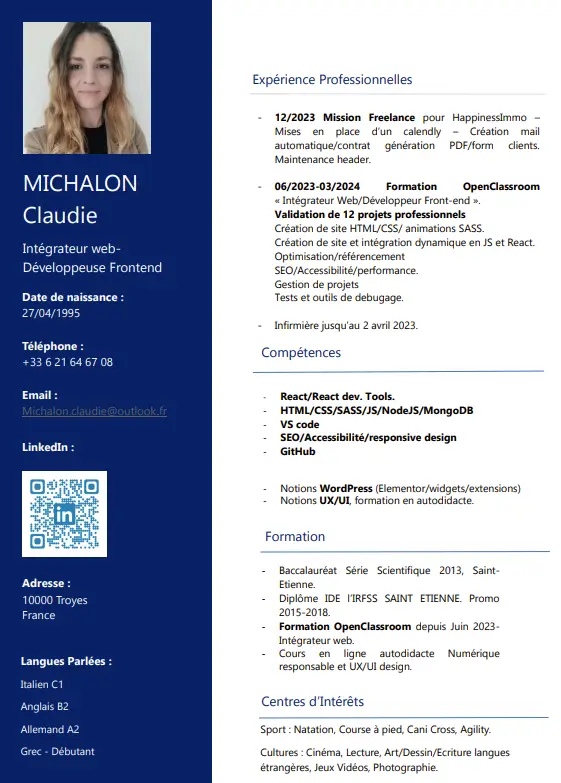 MICHALON
Claudie
Intégrateur web-
Développeuse Frontend
Date de naissance :
27/04/1995
Téléphone :
+33 6 21 64 67 08
Email :
Michalon.claudie@outlook.fr
LinkedIn :
in
Adresse :
10000 Troyes
France
Langues Parlées :
Italien C1
Anglais B2
Allemand A2
Grec - Débutant
Expérience Professionnelles
- 12/2023 Mission Freelance pour HappinessImmo –
Mises en place d’un calendly – Création mail
automatique/contrat génération PDF/form clients.
Maintenance header.
- 06/2023-03/2024 Formation OpenClassroom
« Intégrateur Web/Développeur Front-end ».
Validation de 12 projets professionnels
Création de site HTML/CSS/ animations SASS.
Création de site et intégration dynamique en JS et React.
Optimisation/référencement
SEO/Accessibilité/performance.
Gestion de projets
Tests et outils de debugage.
- Infirmière jusqu’au 2 avril 2023.
Compétences
- React/React dev. Tools.
- HTML/CSS/SASS/JS/NodeJS/MongoDB
- VS code
- SEO/Accessibilité/responsive design
- GitHub
- Notions WordPress (Elementor/widgets/extensions)
- Notions UX/UI, formation en autodidacte.
Formation
- Baccalauréat Série Scientifique 2013, Saint-
Etienne.
- Diplôme IDE l’IRFSS SAINT ETIENNE. Promo
2015-2018.
- Formation OpenClassroom depuis Juin 2023-
Intégrateur web.
- Cours en ligne autodidacte Numérique
responsable et UX/UI design.
Centres d’Intérêts
Sport : Natation, Course à pied, Cani Cross, Agility.
Cultures : Cinéma, Lecture, Art/Dessin/Ecriture langues
étrangères, Jeux Vidéos, Photographie.